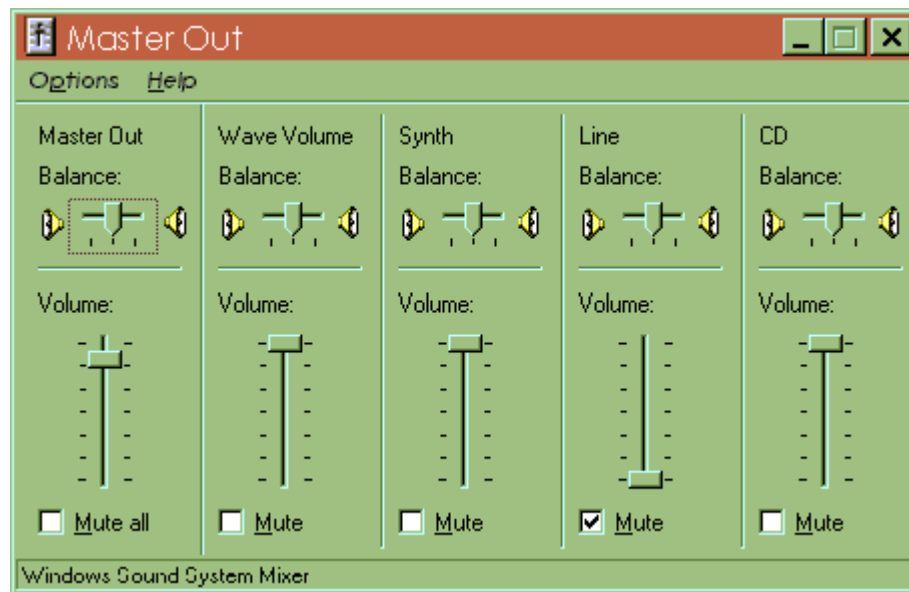 Master Out
Options Help
Master Out Wave Volume Synth Line CD
Balance: Balance: Balance: Balance: Balance:
Volume: Volume: Volume: Volume: Volume:
Mute all Mute Mute Mute Mute
Windows Sound System Mixer